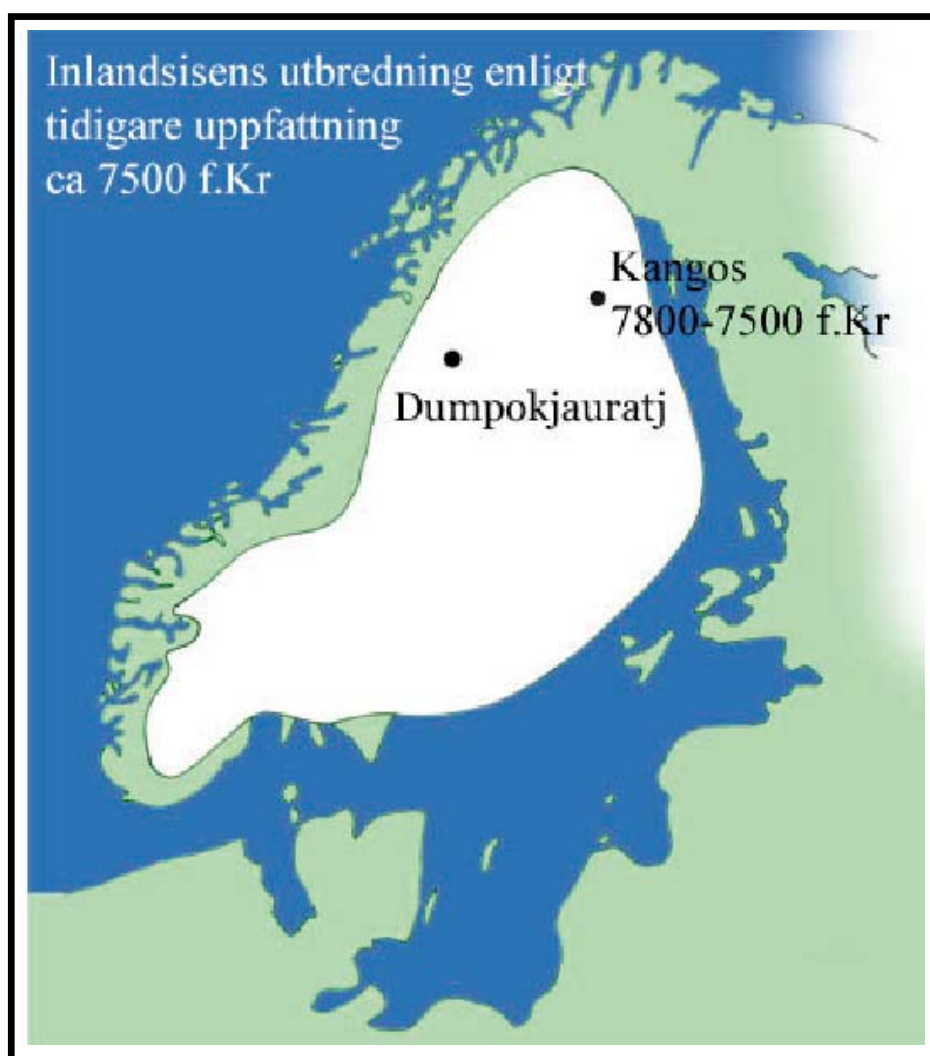 Inlandsisens utbredning enligt
tidigare uppfattning
ca 7500 f.Kr
Kangos
7800-7500 f.Kr
Dumpokjauratj